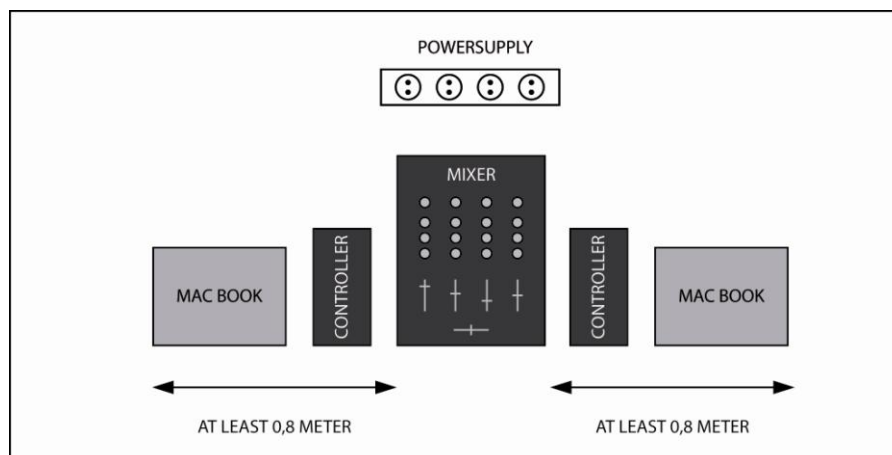 POWERSUPPLY
MIXER
MAC BOOK
CONTROLLER
CONTROLLER
MAC BOOK
AT LEAST 0,8 METER
AT LEAST 0,8 METER